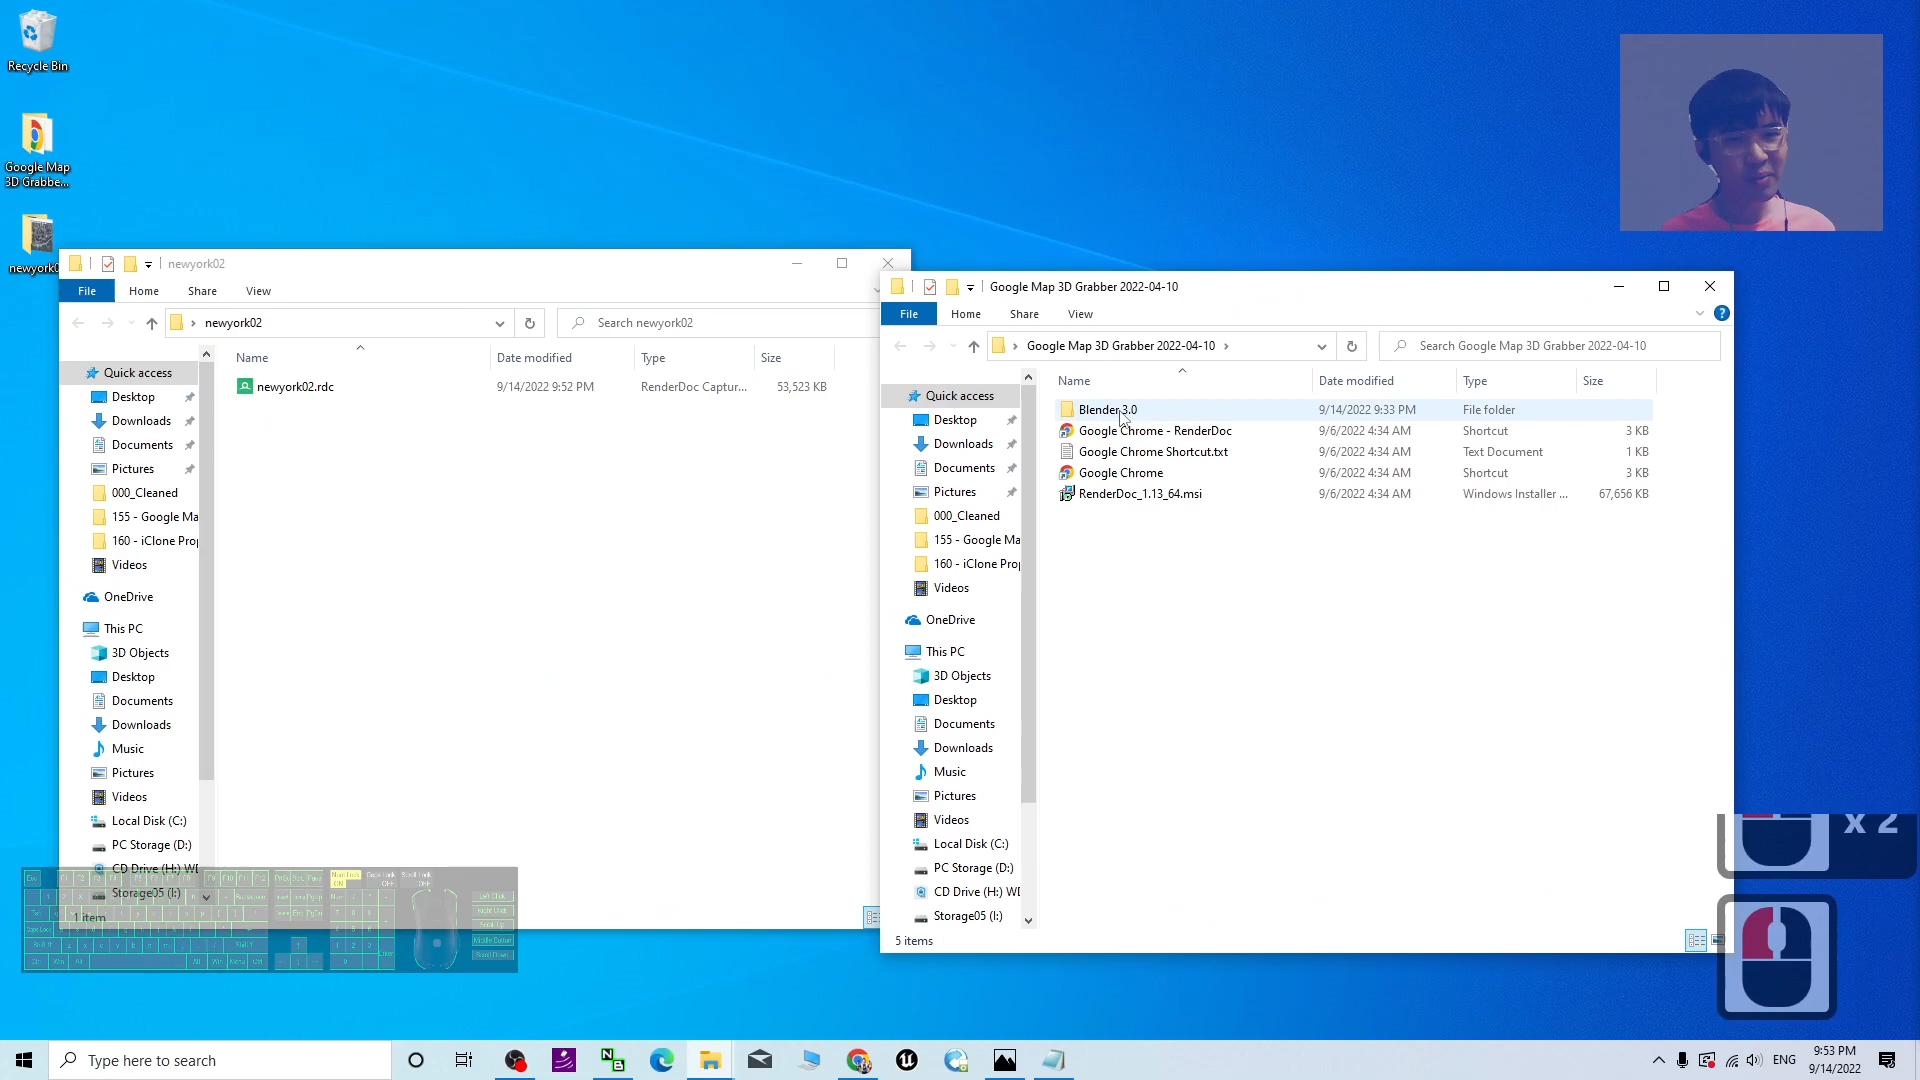 Recycle Bin
Google Map
3D Grabbe...
newyork0
newyork02
File
Home
Share
View
newyork02
Search newyork02
Name
Date modified
Type
Size
newyork02.rdc
9/14/2022 9:52 PM
RenderDoc Captur...
53,523 KB
Quick access
Desktop
Downloads
Documents
Pictures
000_Cleaned
155 - Google Ma
160 - iClone Prop
Videos
OneDrive
This PC
3D Objects
Desktop
Documents
Downloads
Music
Pictures
Videos
Local Disk (C:)
PC Storage (D:)
CD Drive (H:) WD
Storage05 (I:)
1 item
Google Map 3D Grabber 2022-04-10
File
Home
Share
View
Google Map 3D Grabber 2022-04-10
Search Google Map 3D Grabber 2022-04-10
Name
Date modified
Type
Size
Blender 3.0
9/14/2022 9:33 PM
File folder
Google Chrome - RenderDoc
9/6/2022 4:34 AM
Shortcut
3 KB
Google Chrome Shortcut.txt
9/6/2022 4:34 AM
Text Document
1 KB
Google Chrome
9/6/2022 4:34 AM
Shortcut
3 KB
RenderDoc_1.13_64.msi
9/6/2022 4:34 AM
Windows Installer ...
67,656 KB
Quick access
Desktop
Downloads
Documents
Pictures
000_Cleaned
155 - Google Ma
160 - iClone Prop
Videos
OneDrive
This PC
3D Objects
Desktop
Documents
Downloads
Music
Pictures
Videos
Local Disk (C:)
PC Storage (D:)
CD Drive (H:) WD
Storage05 (I:)
5 items
x 2
Type here to search
ENG
9:53 PM
9/14/2022